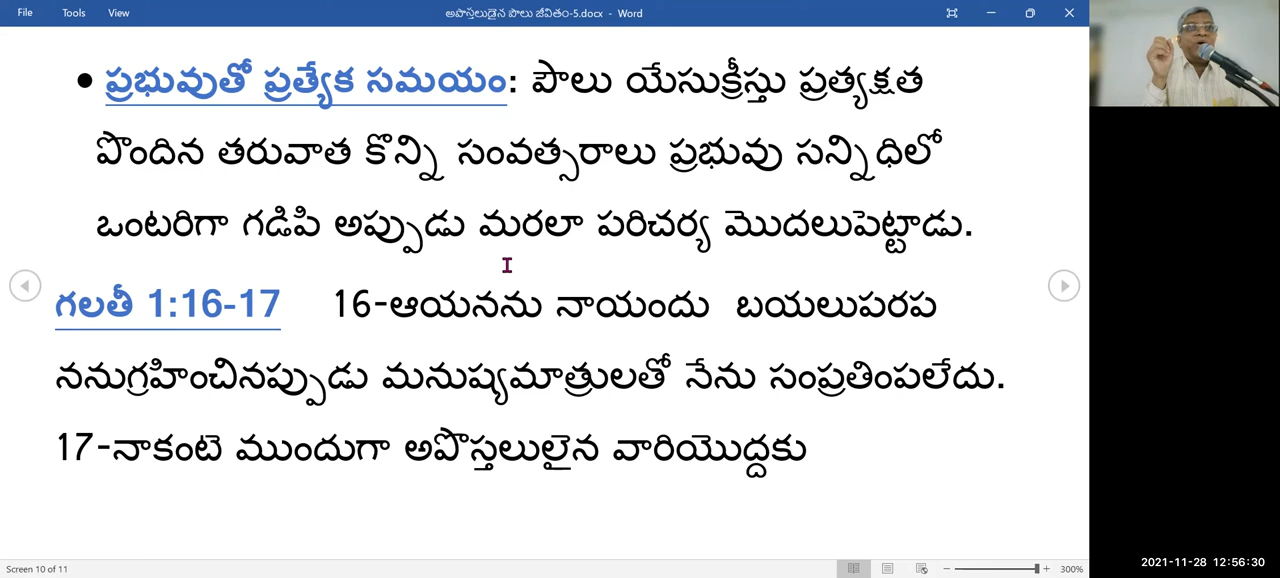 File Tools View అపొస్తలుడైన పౌలు జీవితం-5.docx - Word
• ప్రభువుతో ప్రత్యేక సమయం: పౌలు యేసుక్రీస్తు ప్రత్యక్షత
పొందిన తరువాత కొన్ని సంవత్సరాలు ప్రభువు సన్నిధిలో
ఒంటరిగా గడిపి అప్పుడు మరలా పరిచర్య మొదలుపెట్టాడు.
గలతీ 1:16-17 16-ఆయనను నాయందు బయలుపరప
ననుగ్రహించినప్పుడు మనుష్యమాత్రులతో నేను సంప్రతింపలేదు.
17-నాకంటె ముందుగా అపొస్తలులైన వారియొద్దకు
2021-11-28 12:56:30
Screen 10 of 11 300%